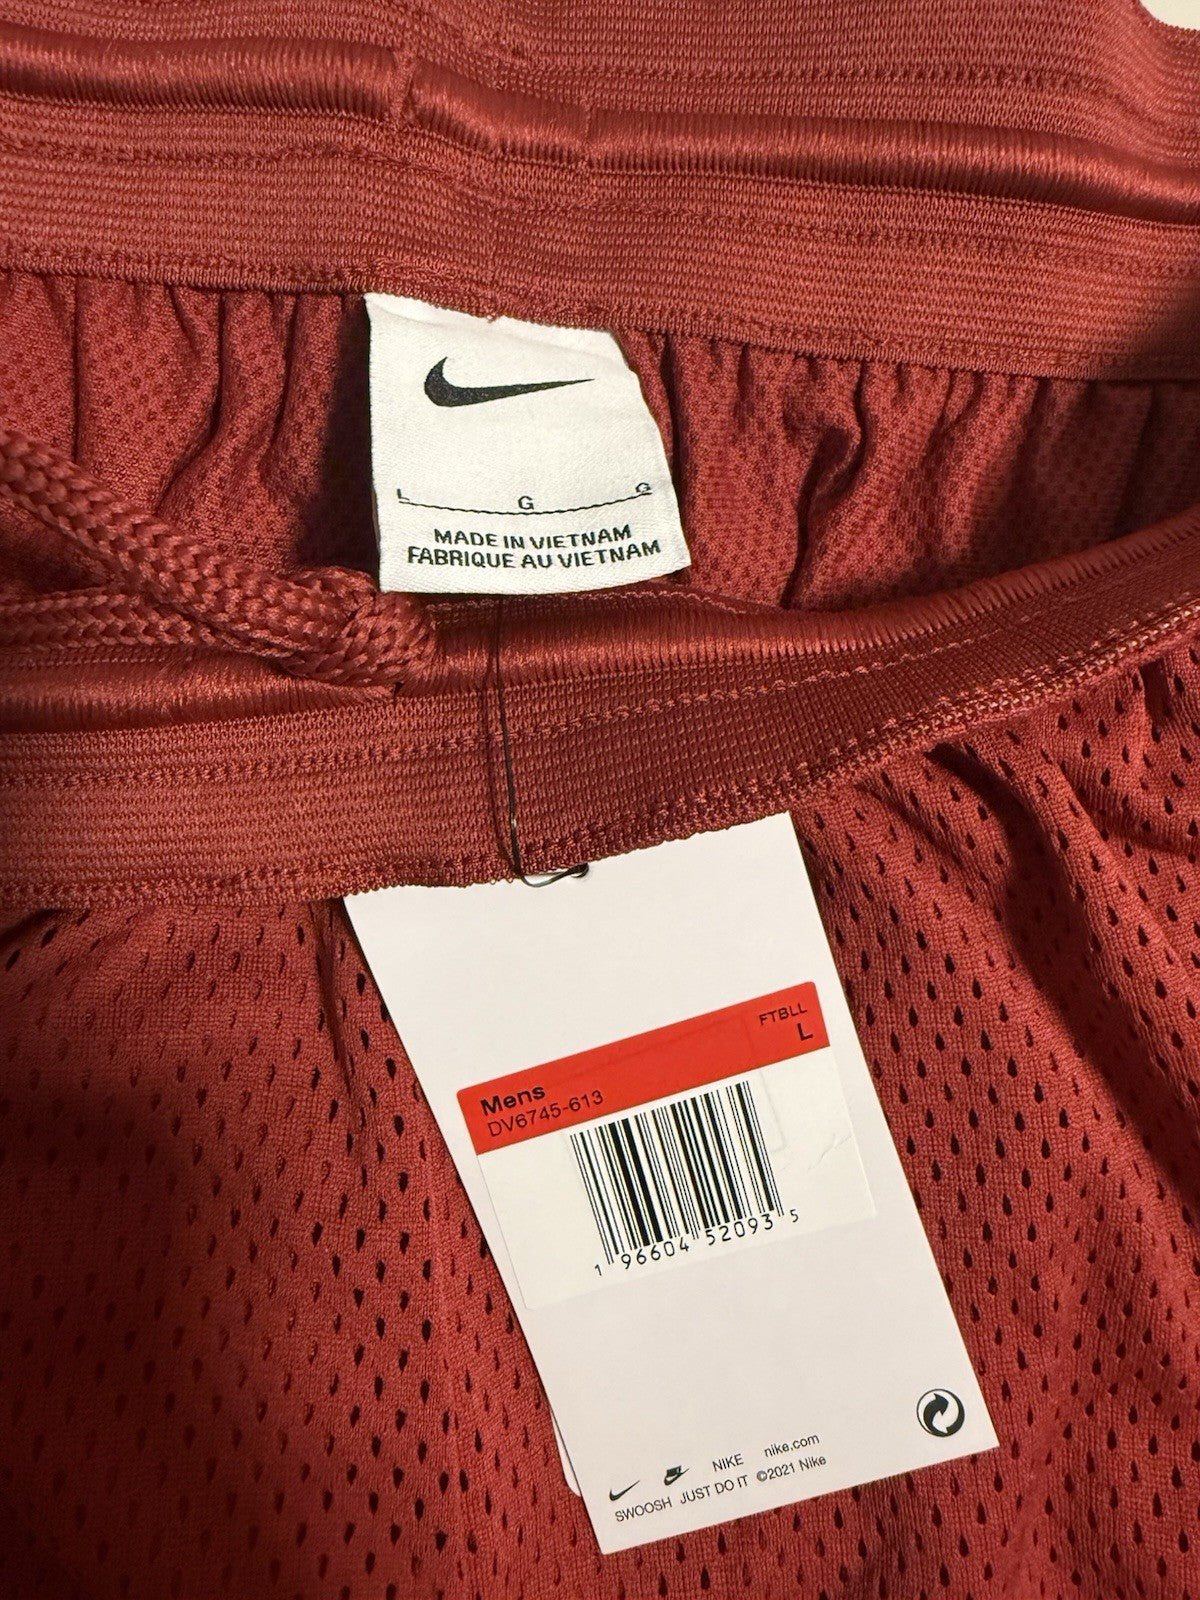 L G G
MADE IN VIETNAM
FABRIQUE AU VIETNAM
FTBLL
L
Mens
DV6745-613
1 96604 52093 5
NIKE nike.com
SWOOSH JUST DO IT ©2021 Nike